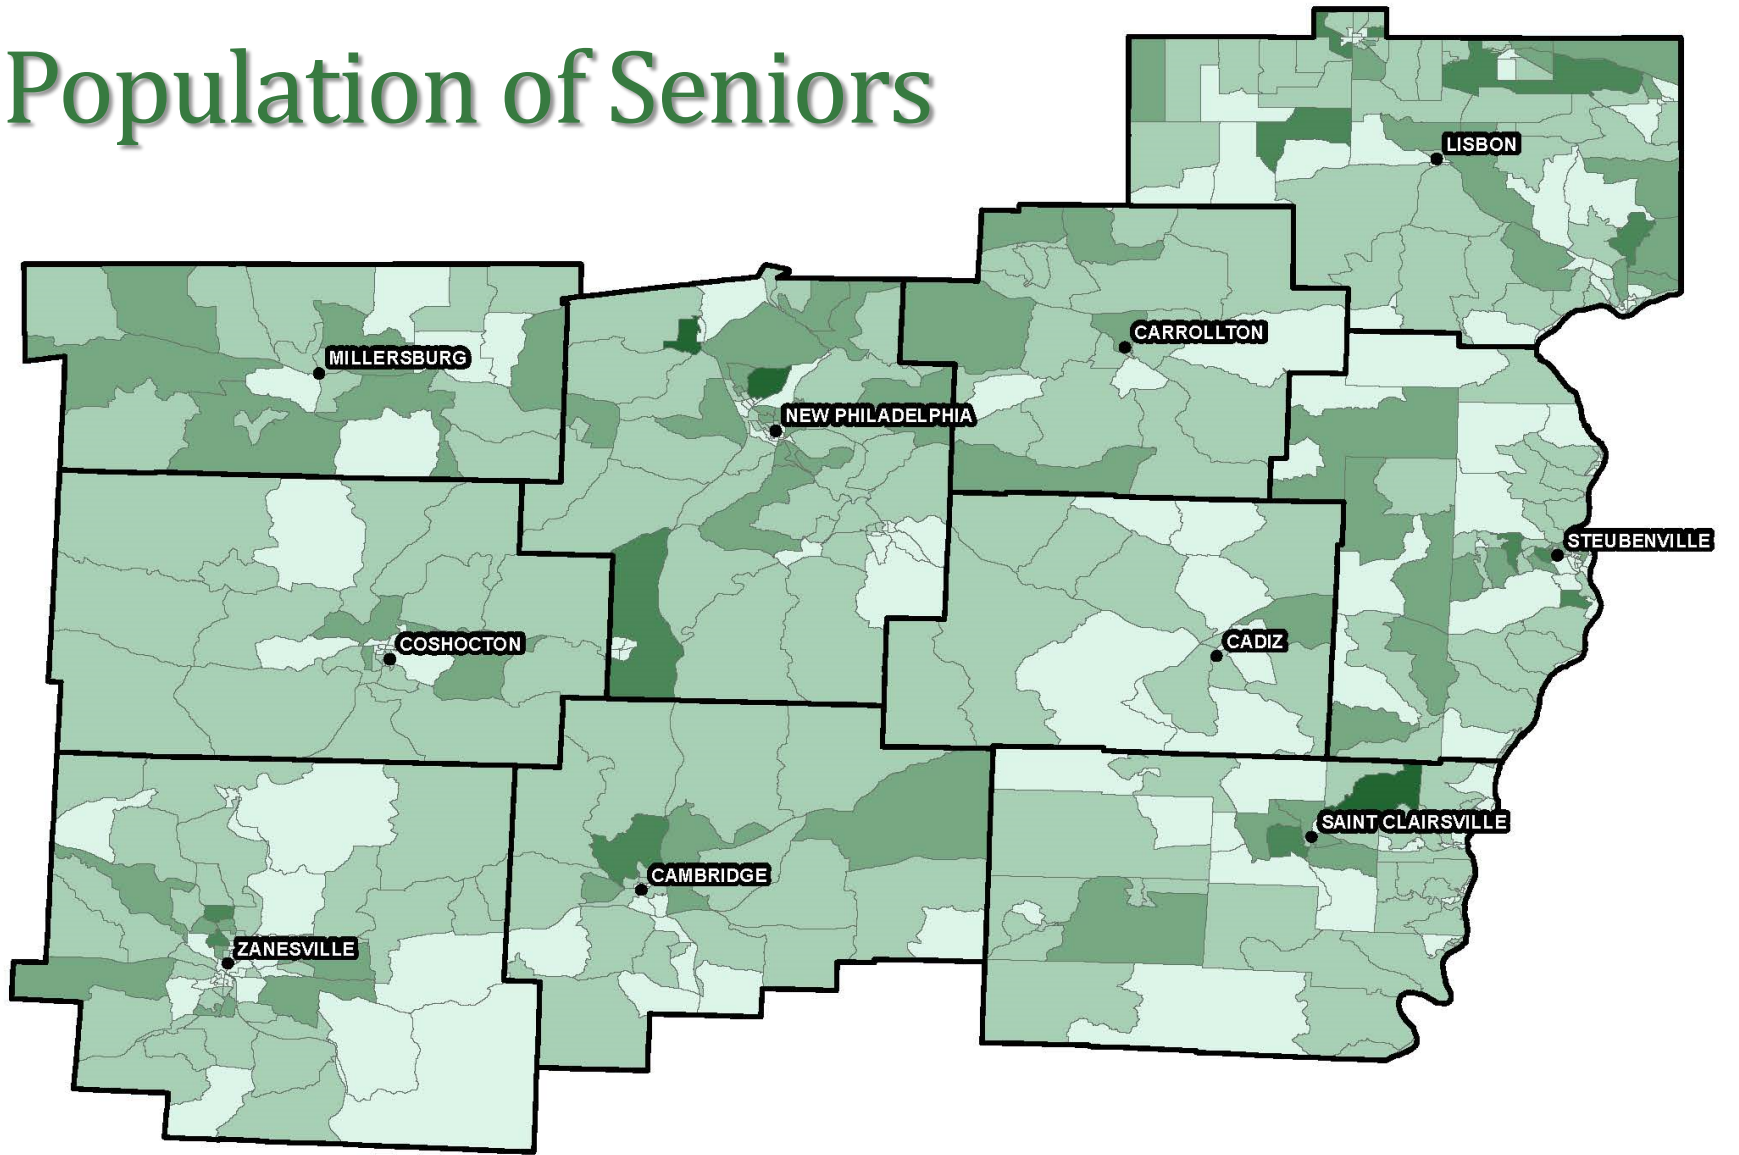 Population of Seniors
LISBON
CARROLLTON
MILLERSBURG
NEW PHILADELPHIA
STEUBENVILLE
COSHOCTON
CADIZ
SAINT CLAIRSVILLE
CAMBRIDGE
ZANESVILLE